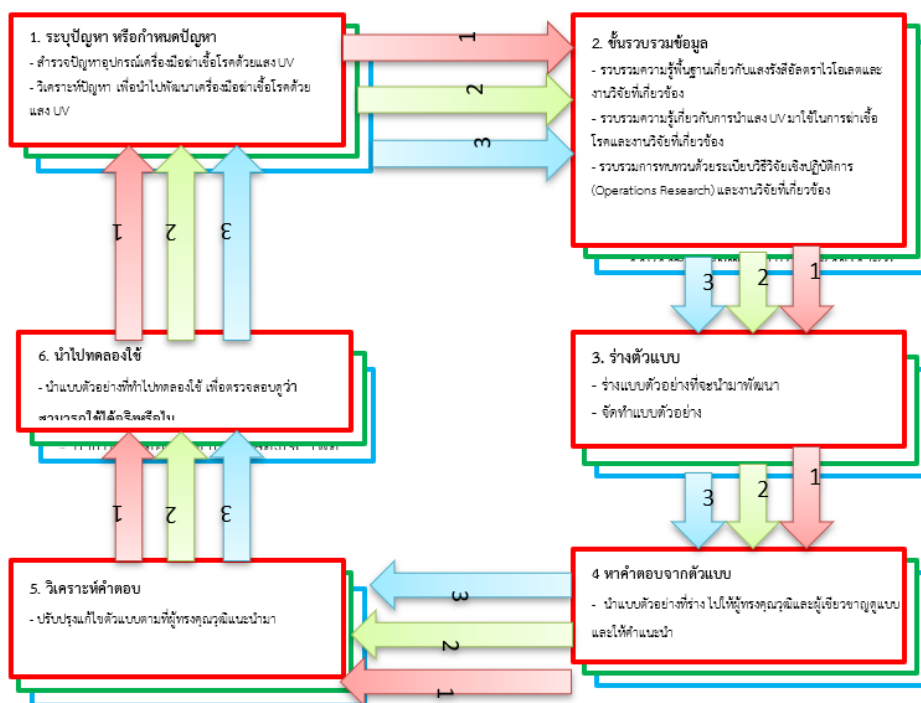 1. ระบุปัญหา หรือกำหนดปัญหา
- สำรวจปัญหาอุปกรณ์เครื่องมือฆ่าเชื้อโรคด้วยแสง UV
- วิเคราะห์ปัญหา เพื่อนำไปพัฒนาเครื่องมือฆ่าเชื้อโรคด้วย
แสง UV
1
2
3
2. ขั้นรวบรวมข้อมูล
- รวบรวมความรู้พื้นฐานเกี่ยวกับแสงรังสีอัลตราไวโอเลตและ
งานวิจัยที่เกี่ยวข้อง
- รวบรวมความรู้เกี่ยวกับการนำแสง UV มาใช้ในการฆ่าเชื้อ
โรคและงานวิจัยที่เกี่ยวข้อง
- รวบรวมการทบทวนด้วยระเบียบวิธีวิจัยเชิงปฏิบัติการ
(Operations Research) และงานวิจัยที่เกี่ยวข้อง
3 2 1
3. ร่างตัวแบบ
- ร่างแบบตัวอย่างที่จะนำมาพัฒนา
- จัดทำแบบตัวอย่าง
3 2 1
4 หาคำตอบจากตัวแบบ
- นำแบบตัวอย่างที่ร่าง ไปให้ผู้ทรงคุณวุฒิและผู้เชียวชาญดูแบบ
และให้คำแนะนำ
3
2
1
5. วิเคราะห์คำตอบ
- ปรับปรุงแก้ไขตัวแบบตามที่ผู้ทรงคุณวุฒิแนะนำมา
1 2 3
6. นำไปทดลองใช้
- นำแบบตัวอย่างที่ทำไปทดลองใช้ เพื่อตรวจสอบดูว่า
สามารถใช้ได้จริงหรือไม
1 2 3